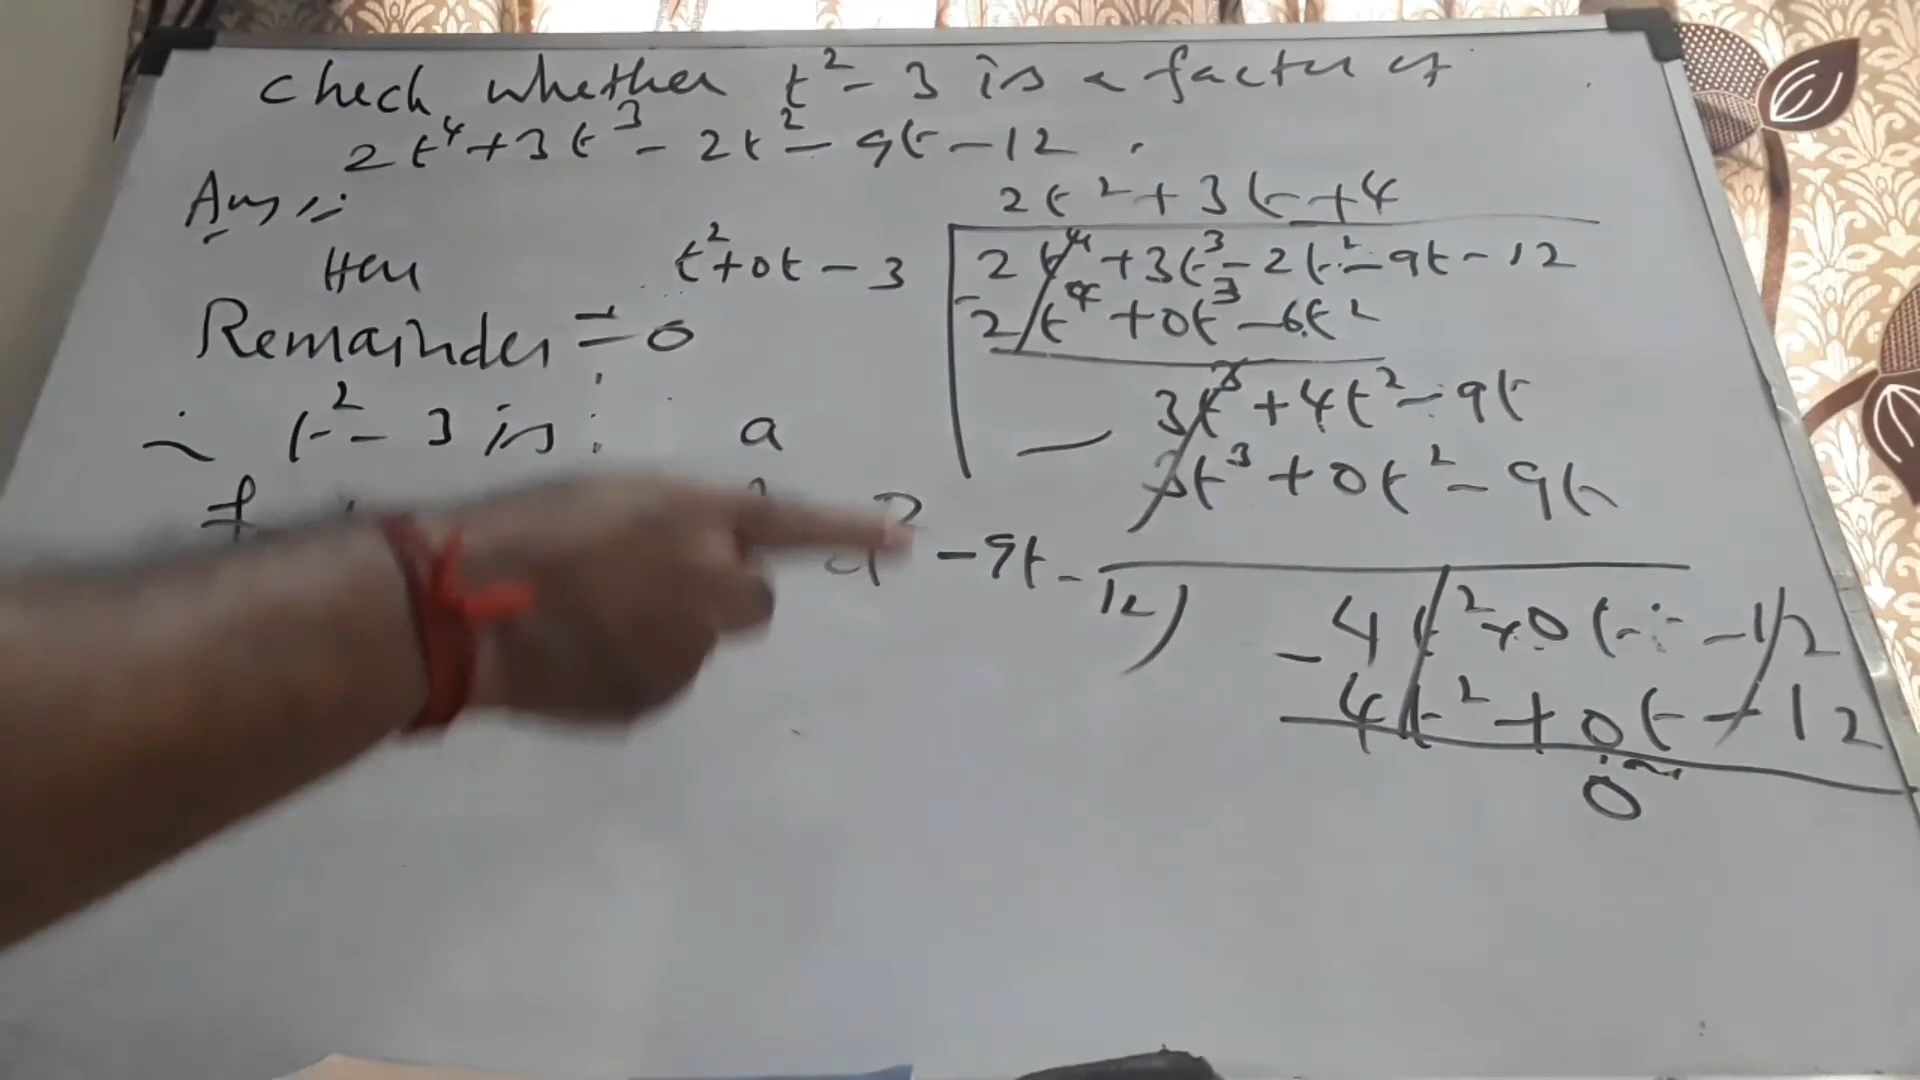 Check whether t² - 3 is a factor of
2t⁴ + 3t³ - 2t² - 9t - 12 .
Ans :-
2t² + 3t + 4
Here
t² + 0t - 3
2t⁴ + 3t³ - 2t² - 9t - 12
- 2t⁴ + 0t³ - 6t²
Remainder = 0
3t³ + 4t² - 9t
∴ t² - 3 is a
- 3t³ + 0t² - 9t
- 9t - 12)
4t² + 0t - 12
- 4t² + 0t - 12
0